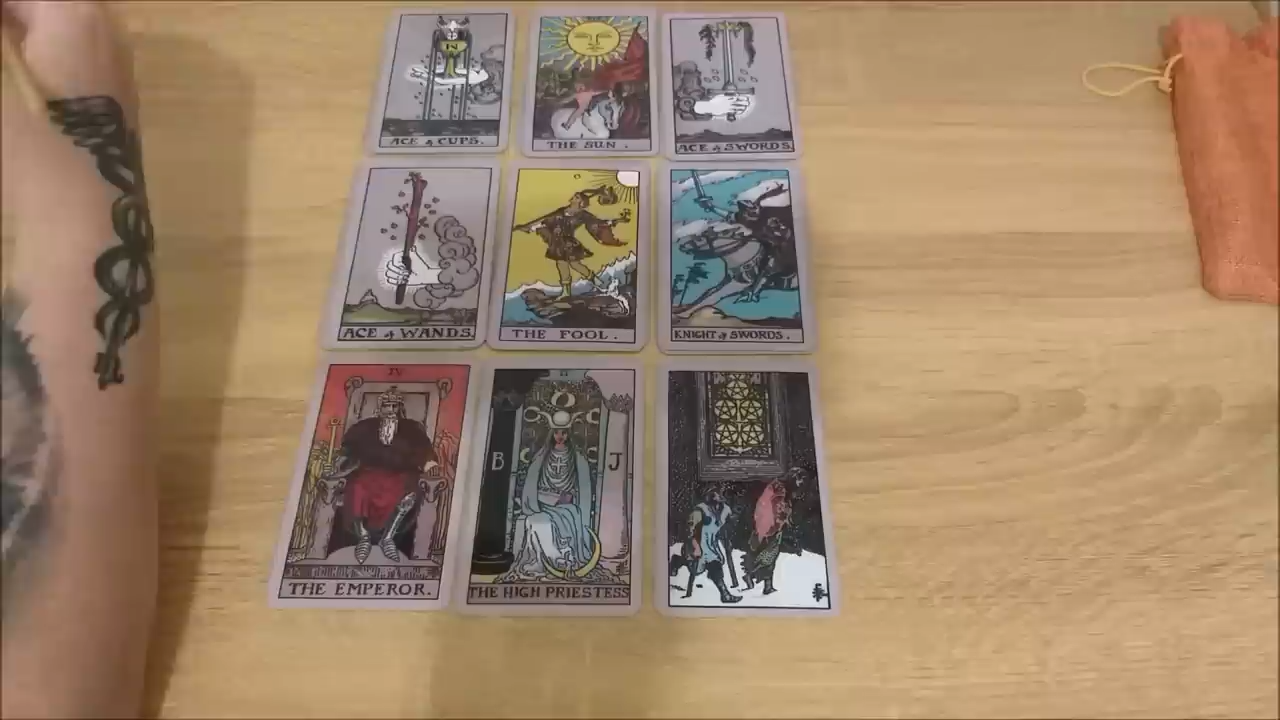 ACE of CUPS.
THE SUN.
ACE of SWORDS.
ACE of WANDS.
THE FOOL.
KNIGHT of SWORDS.
IV
II
B
J
THE EMPEROR.
THE HIGH PRIESTESS